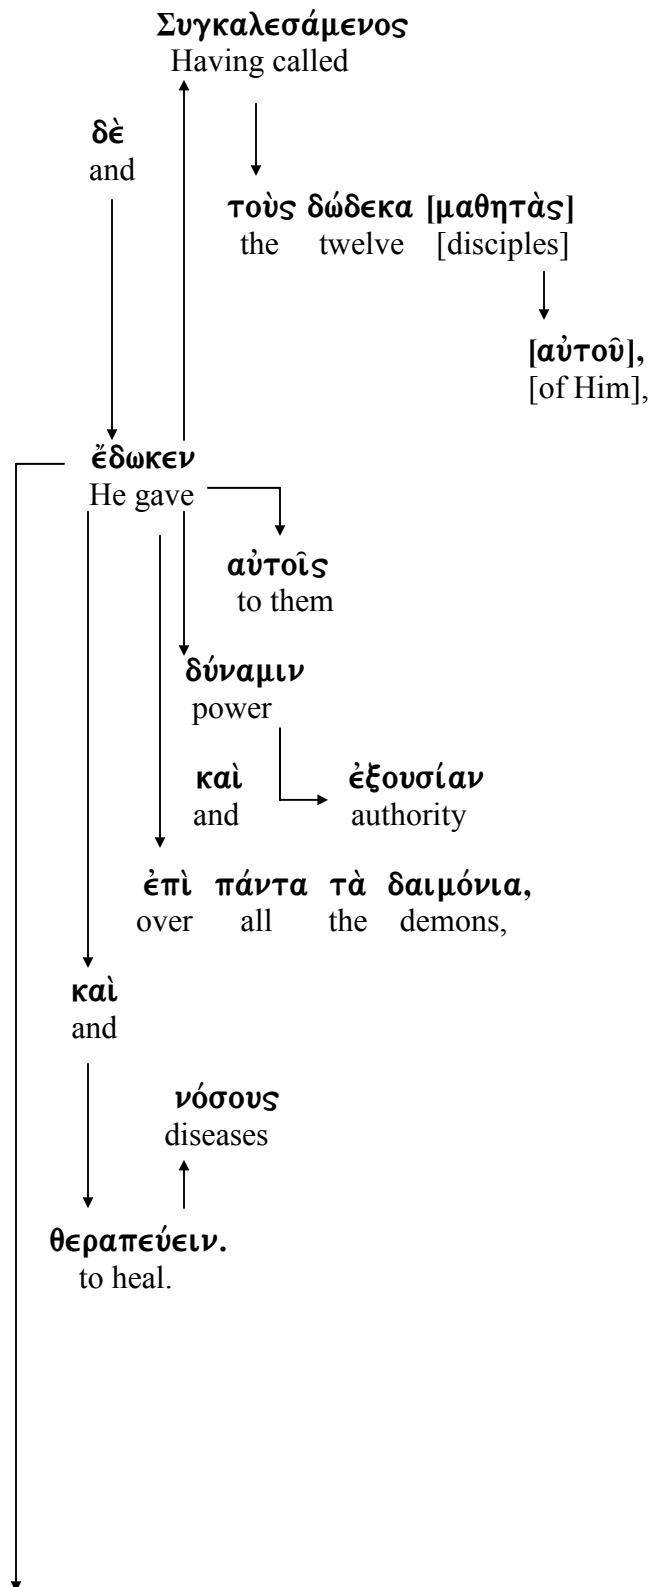 Συγκαλεσάμενος
Having called
δὲ
and
τοὺς δώδεκα [μαθητὰς]
the twelve [disciples]
[αὐτοῦ],
[of Him],
ἔδωκεν
He gave
αὐτοῖς
to them
δύναμιν
power
καὶ ἐξουσίαν
and authority
ἐπὶ πάντα τὰ δαιμόνια,
over all the demons,
καὶ
and
νόσους
diseases
θεραπεύειν.
to heal.